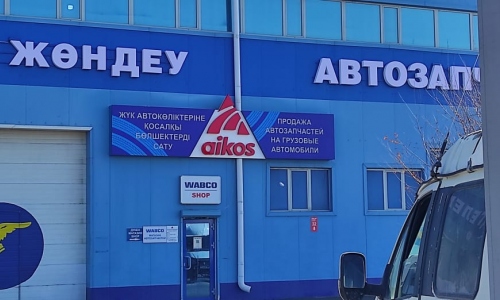 ЖӨНДЕУ
АВТОЗАПЧ
ЖҮК АВТОКӨЛІКТЕРІНЕ
ҚОСАЛҚЫ
БӨЛШЕКТЕРДІ
САТУ
aikos
ПРОДАЖА
АВТОЗАПЧАСТЕЙ
НА ГРУЗОВЫЕ
АВТОМОБИЛИ
WABCO
SHOP
WABCO